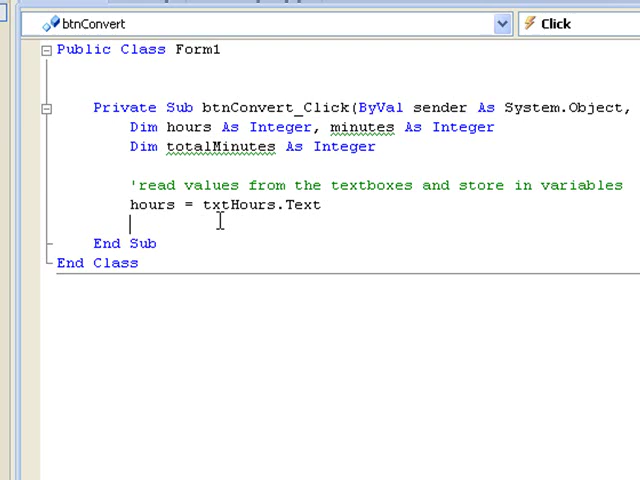 btnConvert
Click
Public Class Form1
Private Sub btnConvert_Click(ByVal sender As System.Object,
Dim hours As Integer, minutes As Integer
Dim totalMinutes As Integer
'read values from the textboxes and store in variables
hours = txtHours.Text
End Sub
End Class